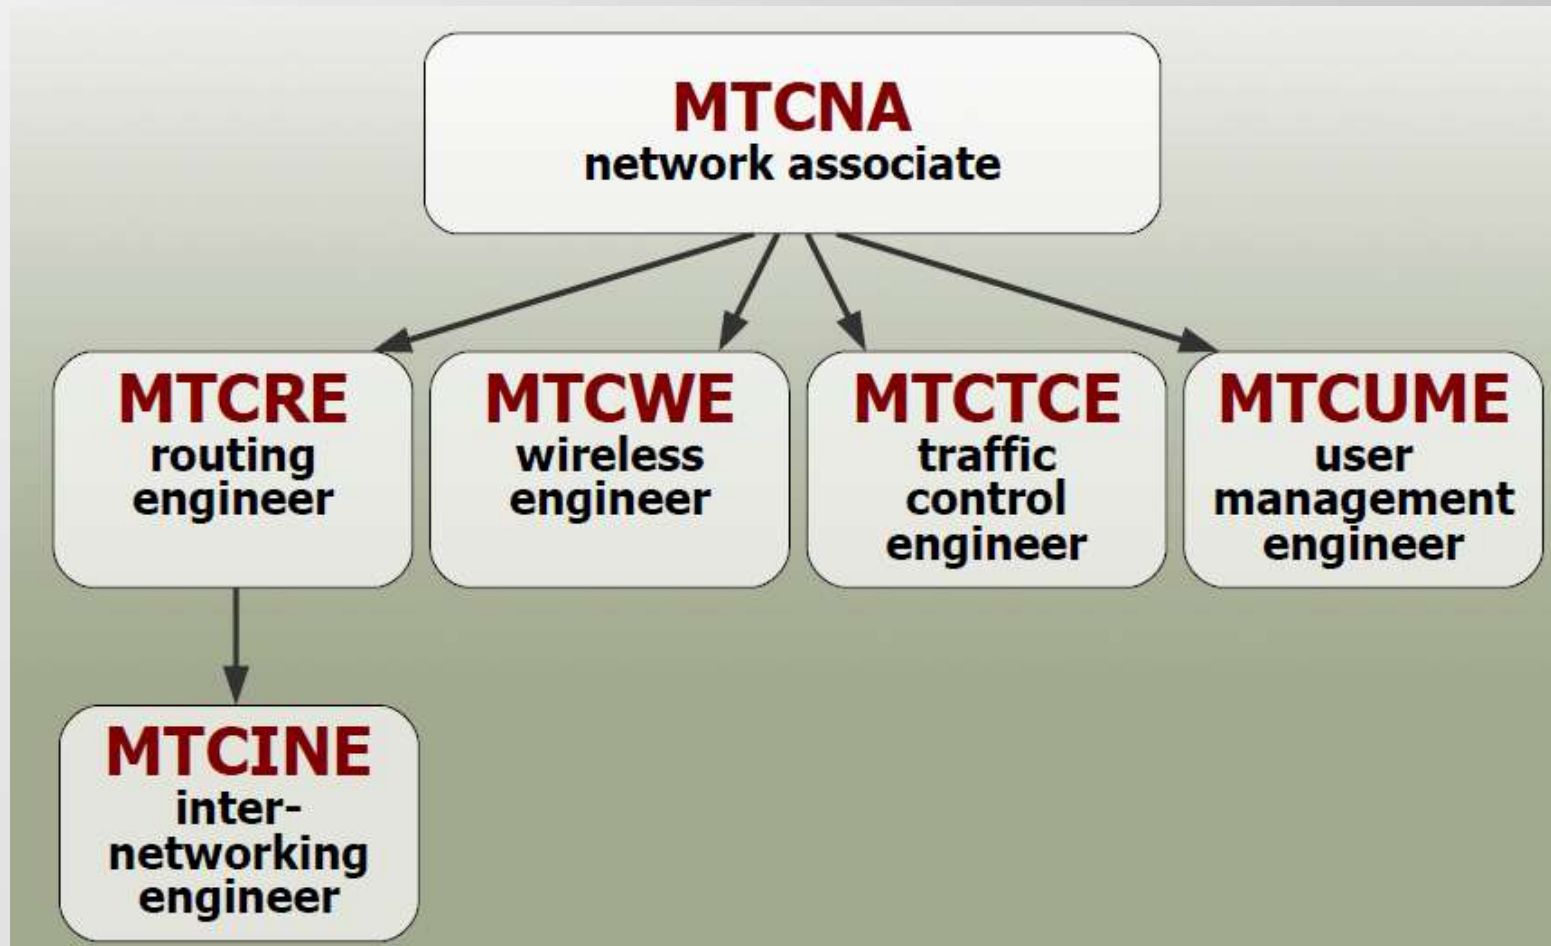 MTCNA
network associate
MTCRE
routing
engineer
MTCWE
wireless
engineer
MTCTCE
traffic
control
engineer
MTCUME
user
management
engineer
MTCINE
inter-
networking
engineer